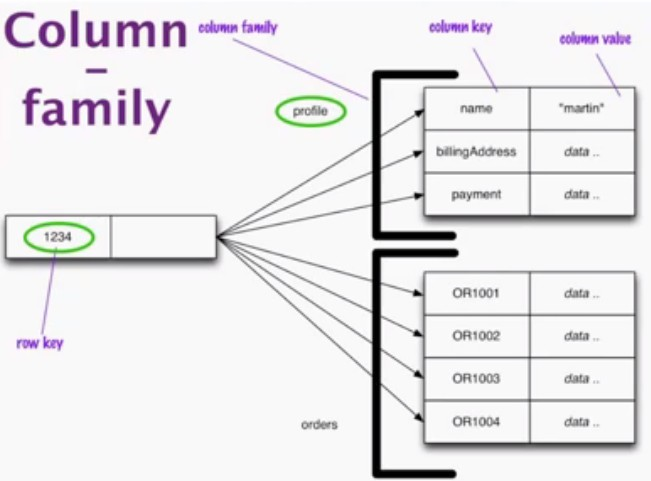 Column
–
family
column family
column key
column value
profile
name
"martin"
billingAddress
data ..
payment
data ..
1234
row key
OR1001
data ..
OR1002
data ..
OR1003
data ..
OR1004
data ..
orders